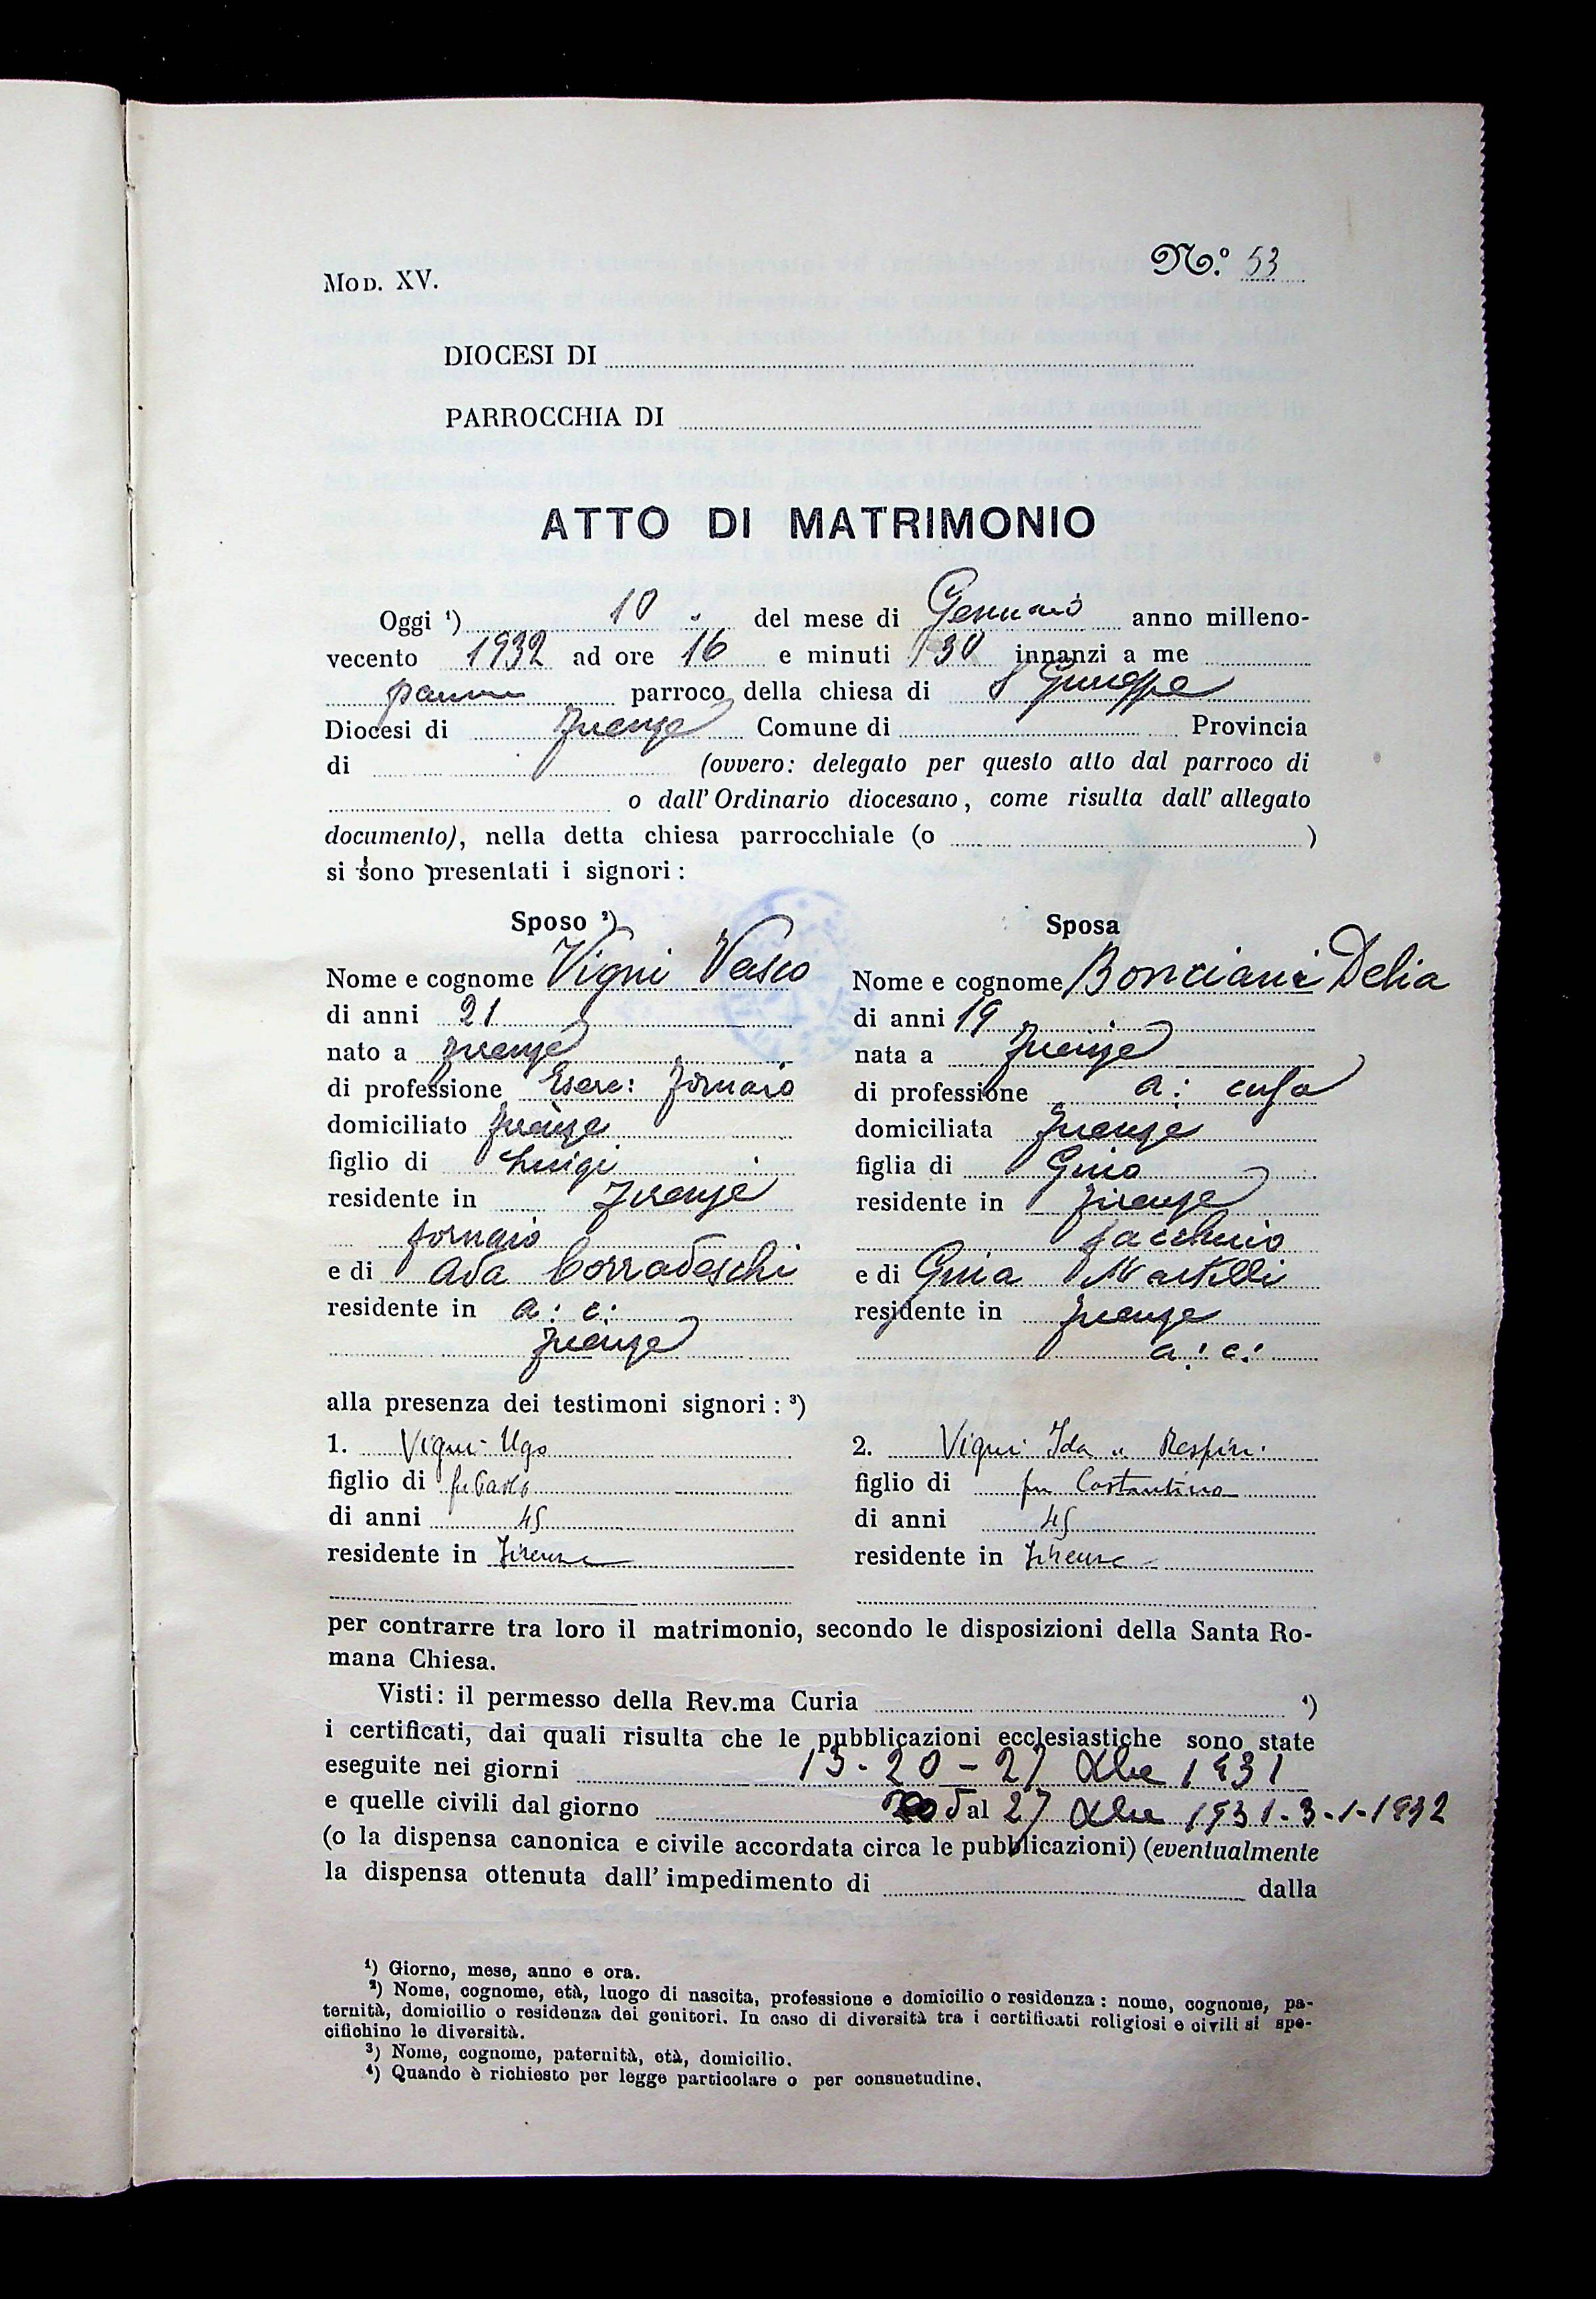 Mod. XV.
N.º 53
DIOCESI DI
PARROCCHIA DI
ATTO DI MATRIMONIO
Oggi ¹) 10 del mese di Gennaio anno milleno-
vecento 1932 ad ore 16 e minuti 30 innanzi a me
parroco della chiesa di S Giuseppe
Diocesi di Firenze Comune di Provincia
di (ovvero: delegato per questo atto dal parroco di
o dall'Ordinario diocesano, come risulta dall'allegato
documento), nella detta chiesa parrocchiale (o )
si sono presentati i signori:
Sposo ²)
Nome e cognome Vigni Vasco
di anni 21
nato a Firenze
di professione Eserc: fornaio
domiciliato Firenze
figlio di Luigi
residente in Firenze
fornaio
e di Ada Corradeschi
residente in a: c:
Firenze
Sposa
Nome e cognome Bonciani Delia
di anni 19
nata a Firenze
di professione a: casa
domiciliata Firenze
figlia di Gino
residente in Firenze
facchino
e di Gina Martelli
residente in Firenze
a: c:
alla presenza dei testimoni signori: ³)
1. Vigni Ugo
figlio di fu Paolo
di anni 45
residente in Firenze
2. Vigni Ida
figlio di fu Costantino
di anni 45
residente in Firenze
per contrarre tra loro il matrimonio, secondo le disposizioni della Santa Ro-
mana Chiesa.
Visti: il permesso della Rev.ma Curia ⁴)
i certificati, dai quali risulta che le pubblicazioni ecclesiastiche sono state
eseguite nei giorni 13-20-27 Xbre 1931
e quelle civili dal giorno dal 27 Xbre 1931-3-1-1932
(o la dispensa canonica e civile accordata circa le pubblicazioni) (eventualmente
la dispensa ottenuta dall'impedimento di dalla
¹) Giorno, mese, anno e ora.
²) Nome, cognome, età, luogo di nascita, professione e domicilio o residenza: nome, cognome, pa-
ternità, domicilio o residenza dei genitori. In caso di diversità tra i certificati religiosi e civili si spe-
cifichino le diversità.
³) Nome, cognome, paternità, età, domicilio.
⁴) Quando è richiesto per legge particolare o per consuetudine.